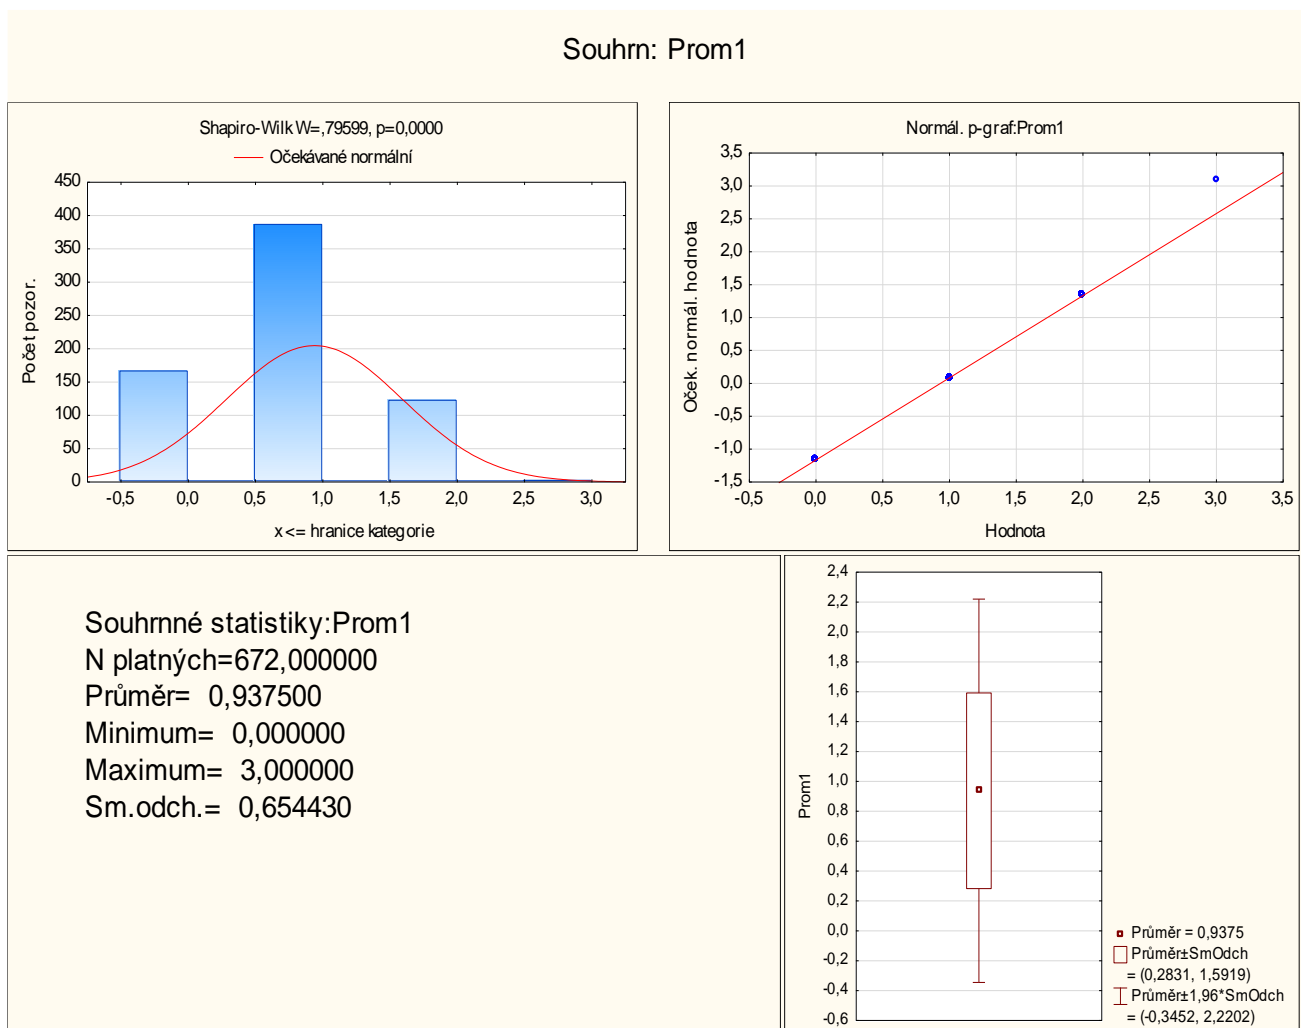 Souhrn: Prom1
Shapiro-Wilk W=,79599, p=0,0000
Očekávané normální
450
400
350
300
250
200
150
100
50
0
Počet pozor.
-0,5 0,0 0,5 1,0 1,5 2,0 2,5 3,0
x <= hranice kategorie
Normál. p-graf:Prom1
3,5
3,0
2,5
2,0
1,5
1,0
0,5
0,0
-0,5
-1,0
-1,5
Oček. normál. hodnota
-0,5 0,0 0,5 1,0 1,5 2,0 2,5 3,0 3,5
Hodnota
Souhrnné statistiky:Prom1
N platných=672,000000
Průměr= 0,937500
Minimum= 0,000000
Maximum= 3,000000
Sm.odch.= 0,654430
2,4
2,2
2,0
1,8
1,6
1,4
1,2
1,0
0,8
0,6
0,4
0,2
0,0
-0,2
-0,4
-0,6
Prom1
Průměr = 0,9375
Průměr±SmOdch
= (0,2831, 1,5919)
Průměr±1,96*SmOdch
= (-0,3452, 2,2202)